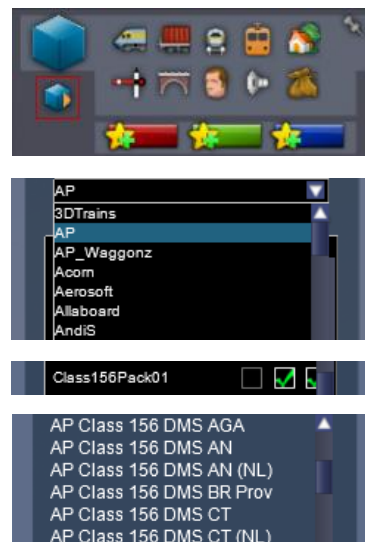 AP
3DTrains
AP
AP_Waggonz
Acorn
Aerosoft
Allaboard
AndiS
Class156Pack01
AP Class 156 DMS AGA
AP Class 156 DMS AN
AP Class 156 DMS AN (NL)
AP Class 156 DMS BR Prov
AP Class 156 DMS CT
AP Class 156 DMS CT (NL)